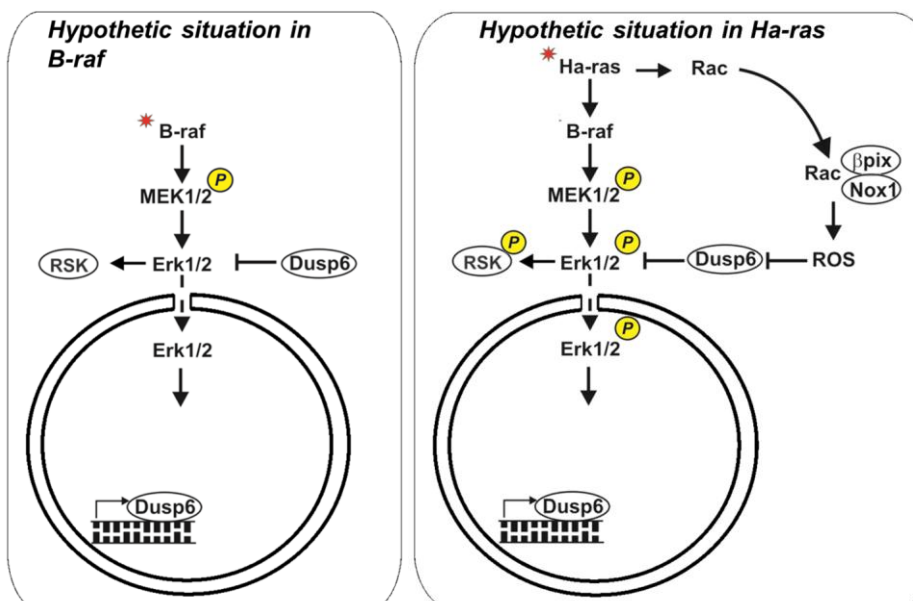 Hypothetic situation in
B-raf
B-raf
P
MEK1/2
RSK
Erk1/2
Dusp6
Erk1/2
Dusp6
Hypothetic situation in Ha-ras
Ha-ras
Rac
B-raf
βpix
Rac
Nox1
P
MEK1/2
P
P
RSK
Erk1/2
Dusp6
ROS
P
Erk1/2
Dusp6